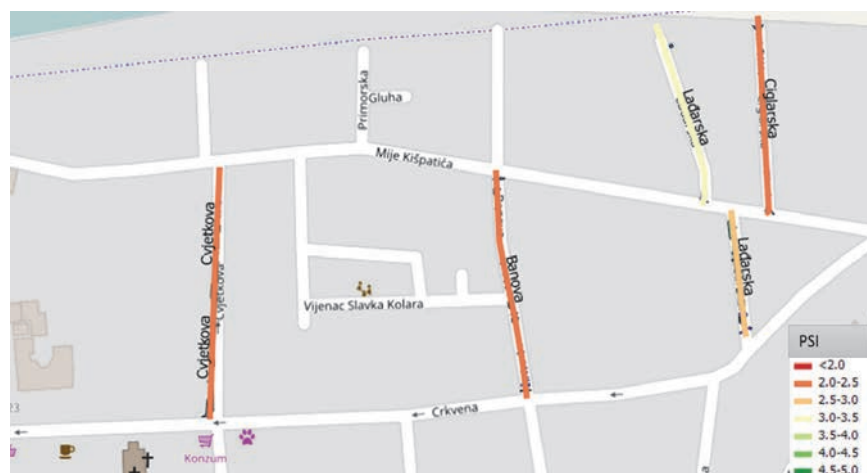 Primorska
Gluha
Mije Kišpatića
Lađarska
Ciglarska
Cvjetkova
Cvjetkova
Cvjetkova
Banova
Lađarska
Vijenac Slavka Kolara
Crkvena
Konzum
23
PSI
<2.0
2.0-2.5
2.5-3.0
3.0-3.5
3.5-4.0
4.0-4.5
4.5-5.0